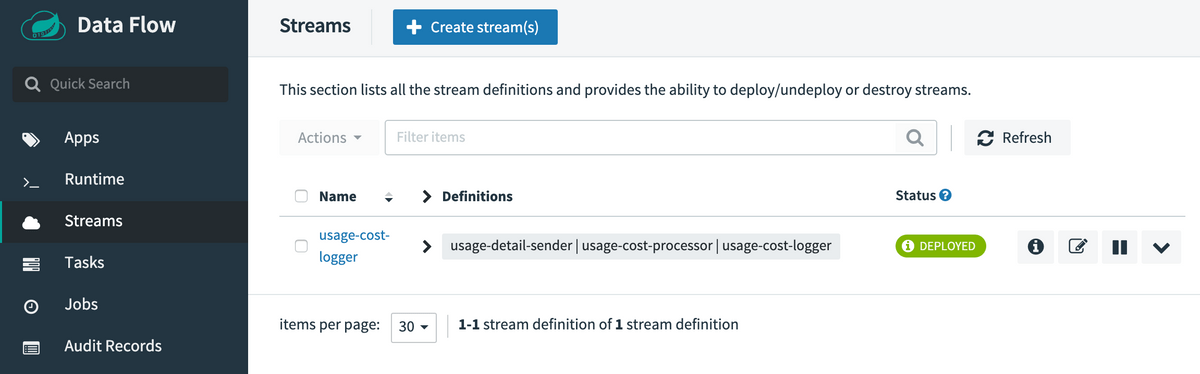 Data Flow
Quick Search
Apps
Runtime
Streams
Tasks
Jobs
Audit Records
Streams
Create stream(s)
This section lists all the stream definitions and provides the ability to deploy/undeploy or destroy streams.
Actions
Filter items
Refresh
Name
Definitions
Status
usage-cost-
logger
usage-detail-sender | usage-cost-processor | usage-cost-logger
DEPLOYED
items per page: 30
1-1 stream definition of 1 stream definition